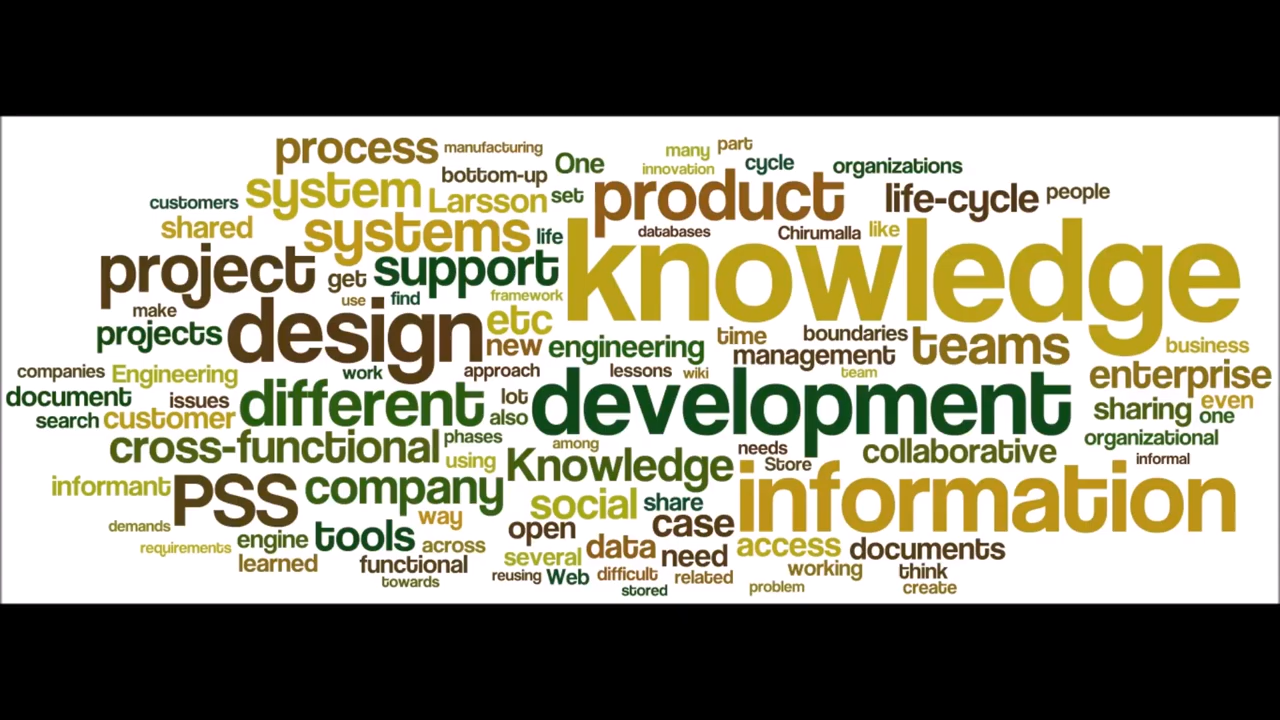 process manufacturing One many part
bottom-up innovation cycle organizations
customers system Larsson set product life-cycle people
shared systems life databases Chirumalla like
project get support knowledge
use find framework
make projects design etc time boundaries teams
new engineering management business
companies Engineering work approach lessons wiki team enterprise
document issues different lot development sharing even
search customer also one
cross-functional phases among needs collaborative organizational
using Knowledge Store informal
informant PSS company social share information
demands way open case
requirements engine tools across several data need access documents
learned functional reusing Web difficult related working think
towards stored problem create